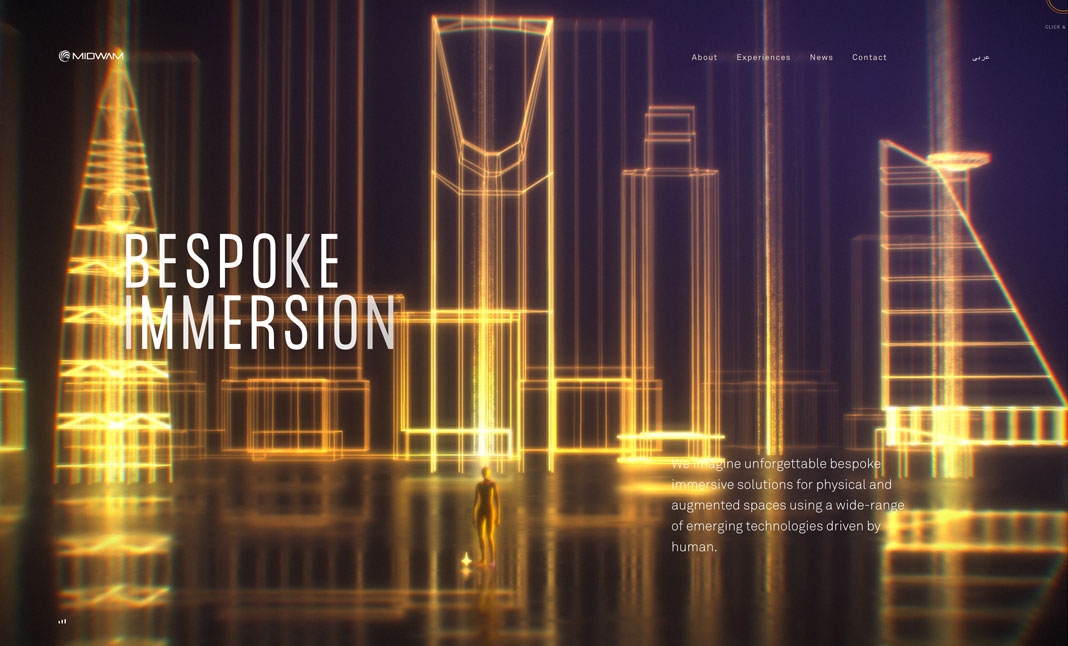 MIDWAM
About Experiences News Contact عربي
CLICK &
BESPOKE
IMMERSION
We imagine unforgettable bespoke
immersive solutions for physical and
augmented spaces using a wide-range
of emerging technologies driven by
human.